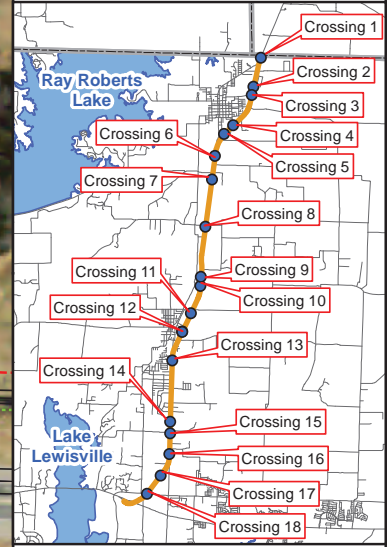 Crossing 1
Ray Roberts
Lake
Crossing 2
Crossing 3
Crossing 4
Crossing 6
Crossing 5
Crossing 7
Crossing 8
Crossing 11
Crossing 9
Crossing 10
Crossing 12
Crossing 13
Crossing 14
Crossing 15
Lake
Lewisville
Crossing 16
Crossing 17
Crossing 18